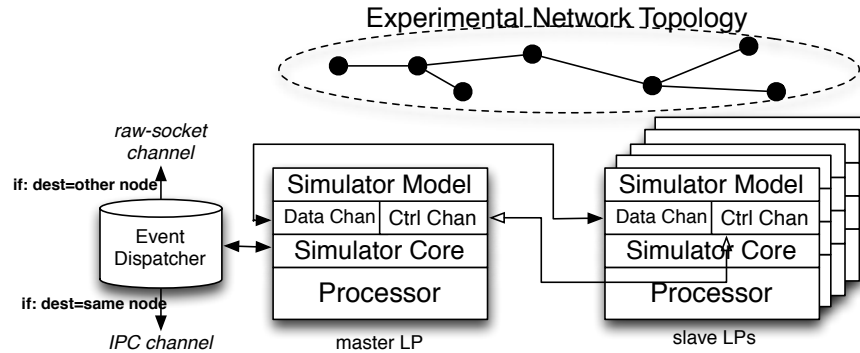 Experimental Network Topology
raw-socket
channel
if: dest=other node
Event
Dispatcher
if: dest=same node
IPC channel
Simulator Model
Data Chan
Ctrl Chan
Simulator Core
Processor
master LP
Simulator Model
Data Chan
Ctrl Chan
Simulator Core
Processor
slave LPs